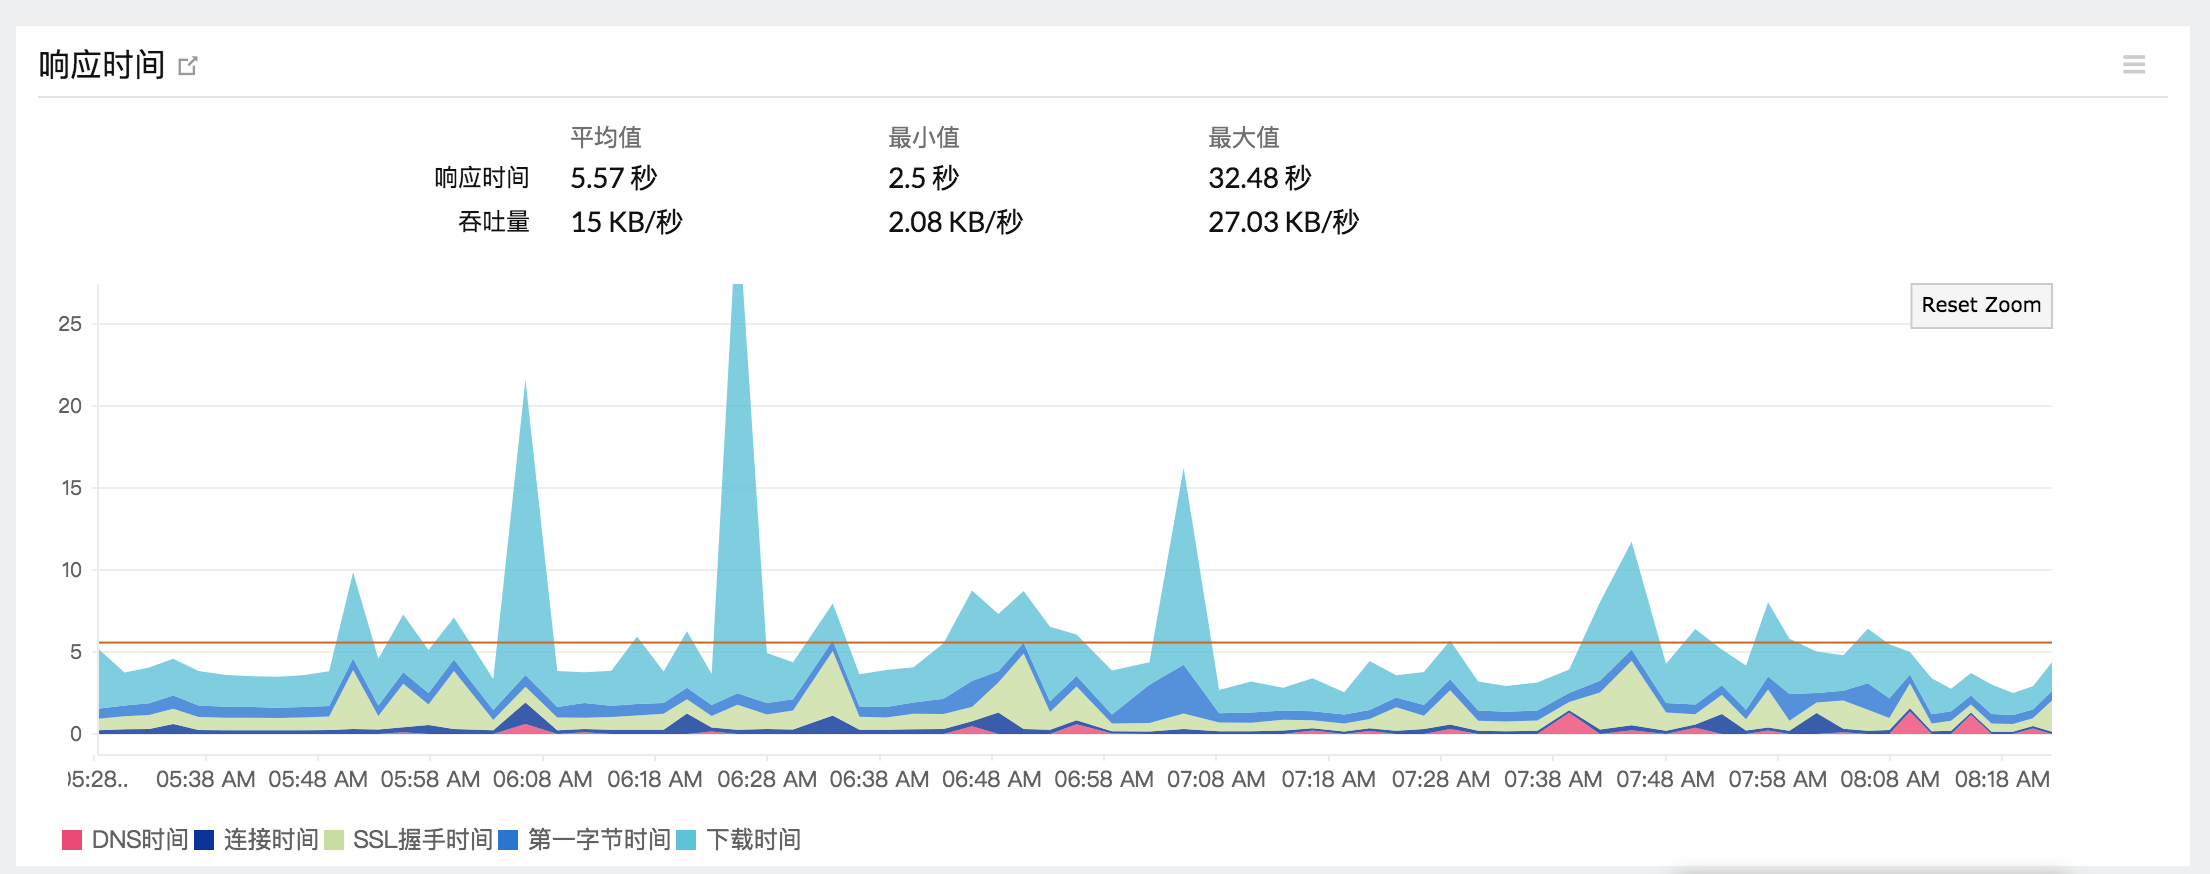 响应时间
平均值 最小值 最大值
响应时间 5.57 秒 2.5 秒 32.48 秒
吞吐量 15 KB/秒 2.08 KB/秒 27.03 KB/秒
Reset Zoom
25
20
15
10
5
0
05:28.. 05:38 AM 05:48 AM 05:58 AM 06:08 AM 06:18 AM 06:28 AM 06:38 AM 06:48 AM 06:58 AM 07:08 AM 07:18 AM 07:28 AM 07:38 AM 07:48 AM 07:58 AM 08:08 AM 08:18 AM
DNS时间 连接时间 SSL握手时间 第一字节时间 下载时间